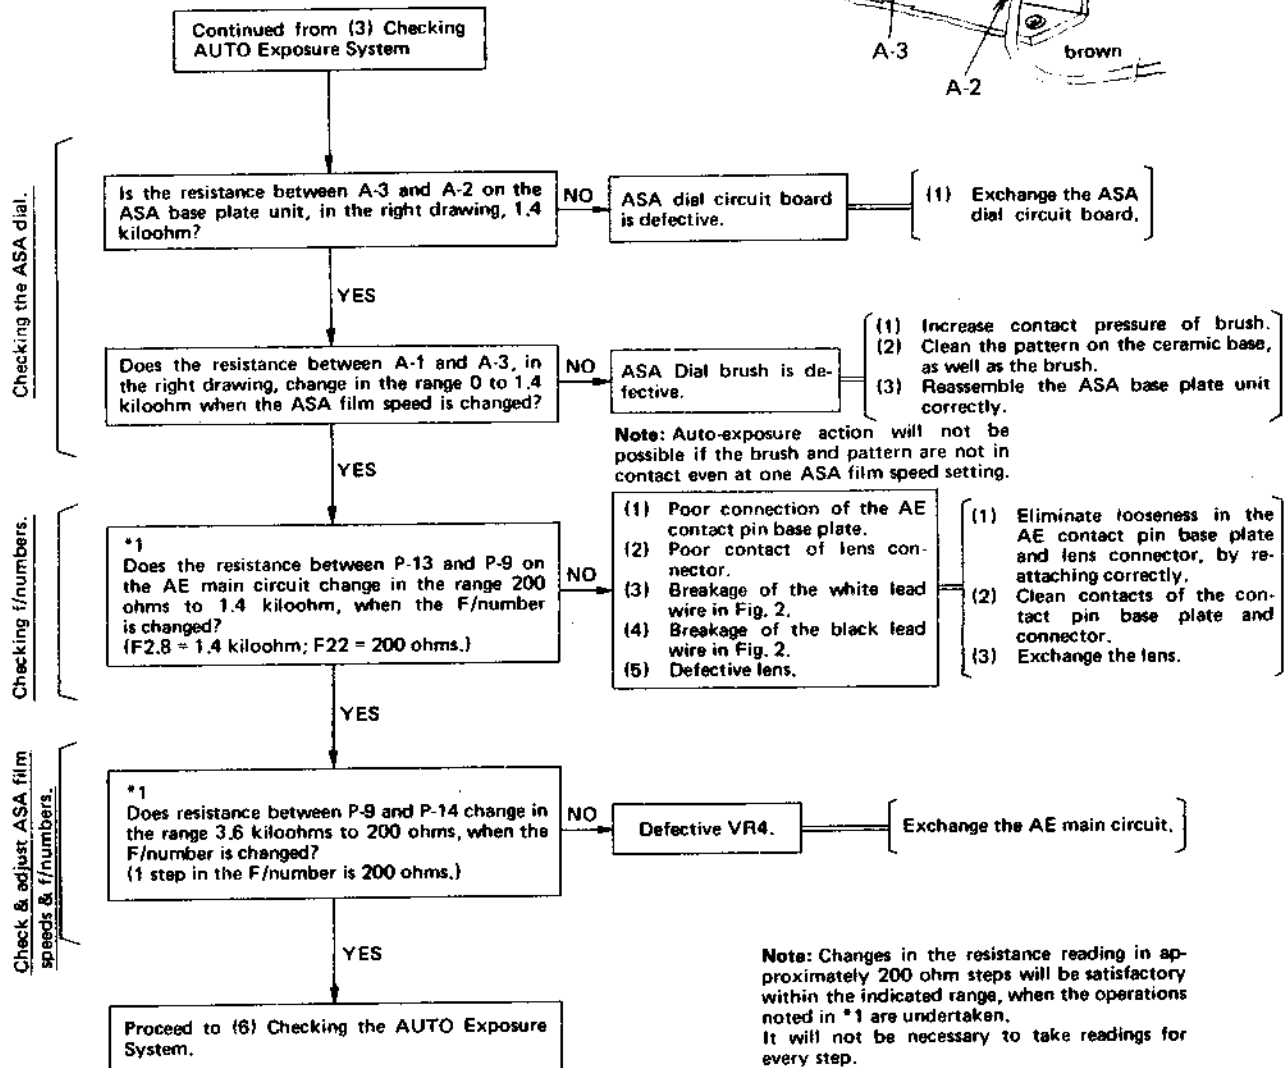 Continued from (3) Checking
AUTO Exposure System
A-3
A-2
brown
Checking the ASA dial.
Is the resistance between A-3 and A-2 on the
ASA base plate unit, in the right drawing, 1.4
kiloohm?
NO
ASA dial circuit board
is defective.
(1) Exchange the ASA
dial circuit board.
YES
Does the resistance between A-1 and A-3, in
the right drawing, change in the range 0 to 1.4
kiloohm when the ASA film speed is changed?
NO
ASA Dial brush is de-
fective.
(1) Increase contact pressure of brush.
(2) Clean the pattern on the ceramic base,
as well as the brush.
(3) Reassemble the ASA base plate unit
correctly.
Note: Auto-exposure action will not be
possible if the brush and pattern are not in
contact even at one ASA film speed setting.
YES
Checking f/numbers.
*1
Does the resistance between P-13 and P-9 on
the AE main circuit change in the range 200
ohms to 1.4 kiloohm, when the F/number
is changed?
(F2.8 = 1.4 kiloohm; F22 = 200 ohms.)
NO
(1) Poor connection of the AE
contact pin base plate.
(2) Poor contact of lens con-
nector.
(3) Breakage of the white lead
wire in Fig. 2.
(4) Breakage of the black lead
wire in Fig. 2.
(5) Defective lens.
(1) Eliminate looseness in the
AE contact pin base plate
and lens connector, by re-
attaching correctly.
(2) Clean contacts of the con-
tact pin base plate and
connector.
(3) Exchange the lens.
YES
Check & adjust ASA film
speeds & f/numbers.
*1
Does resistance between P-9 and P-14 change in
the range 3.6 kiloohms to 200 ohms, when the
F/number is changed?
(1 step in the F/number is 200 ohms.)
NO
Defective VR4.
Exchange the AE main circuit.
YES
Proceed to (6) Checking the AUTO Exposure
System.
Note: Changes in the resistance reading in ap-
proximately 200 ohm steps will be satisfactory
within the indicated range, when the operations
noted in *1 are undertaken.
It will not be necessary to take readings for
every step.